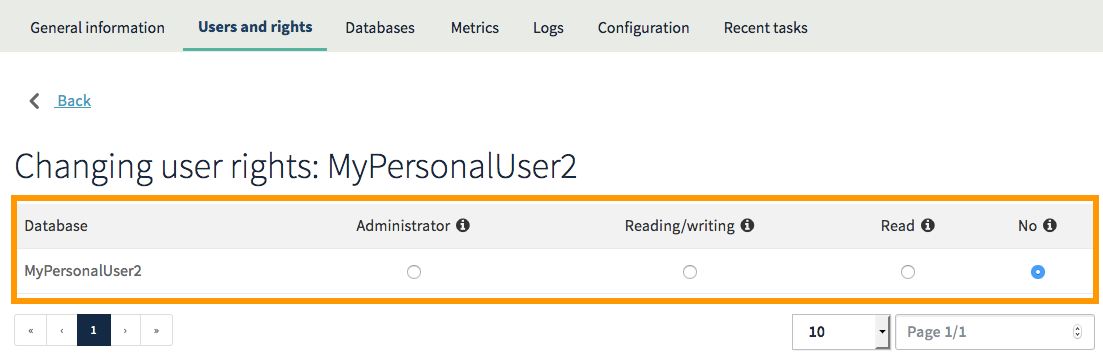 General information Users and rights Databases Metrics Logs Configuration Recent tasks
Back
Changing user rights: MyPersonalUser2
Database Administrator Reading/writing Read No
MyPersonalUser2
« ‹ 1 › » 10 Page 1/1